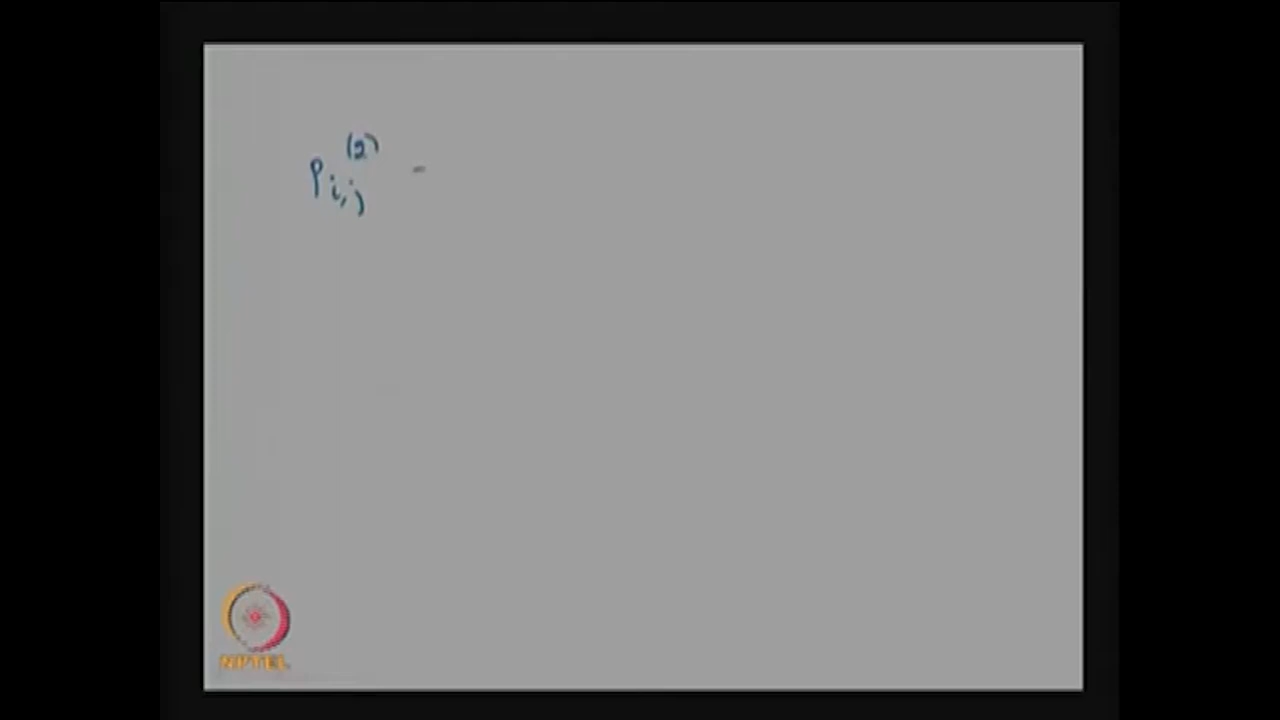 P_{i,j}^{(2)} =
NPTEL